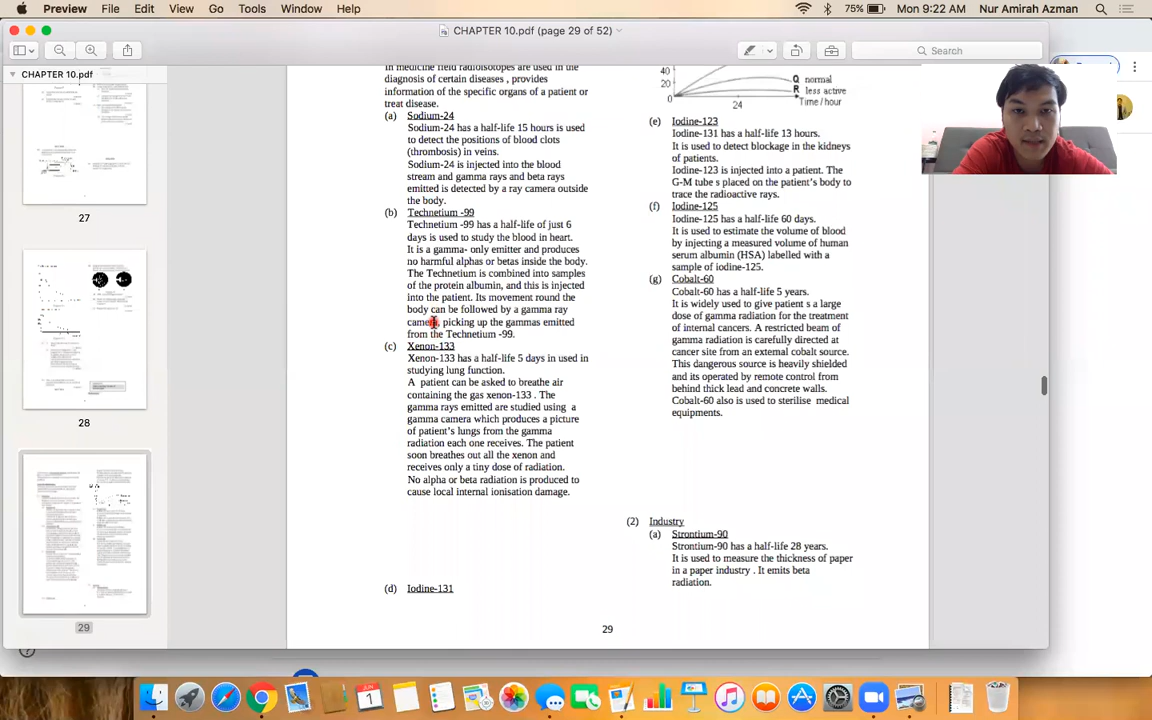 Preview File Edit View Go Tools Window Help
75% Mon 9:22 AM Nur Amirah Azman
CHAPTER 10.pdf (page 29 of 52)
Search
CHAPTER 10.pdf
27
28
29
In medicine field radioisotopes are used in the
diagnosis of certain diseases , provides
information of the specific organs of a patient or
treat disease.
(a) Sodium-24
Sodium-24 has a half-life 15 hours is used
to detect the positions of blood clots
(thrombosis) in veins.
Sodium-24 is injected into the blood
stream and gamma rays and beta rays
emitted is detected by a ray camera outside
the body.
(b) Technetium -99
Technetium -99 has a half-life of just 6
days is used to study the blood in heart.
It is a gamma- only emitter and produces
no harmful alphas or betas inside the body.
The Technetium is combined into samples
of the protein albumin, and this is injected
into the patient. Its movement round the
body can be followed by a gamma ray
camera, picking up the gammas emitted
from the Technetium -99.
(c) Xenon-133
Xenon-133 has a half-life 5 days in used in
studying lung function.
A patient can be asked to breathe air
containing the gas xenon-133 . The
gamma rays emitted are studied using a
gamma camera which produces a picture
of patient's lungs from the gamma
radiation each one receives. The patient
soon breathes out all the xenon and
receives only a tiny dose of radiation.
No alpha or beta radiation is produced to
cause local internal ionisation damage.
(d) Iodine-131
40
0
24
Q normal
R less active
Time / hour
(e) Iodine-123
Iodine-131 has a half-life 13 hours.
It is used to detect blockage in the kidneys
of patients.
Iodine-123 is injected into a patient. The
G-M tube s placed on the patient's body to
trace the radioactive rays.
(f) Iodine-125
Iodine-125 has a half-life 60 days.
It is used to estimate the volume of blood
by injecting a measured volume of human
serum albumin (HSA) labelled with a
sample of iodine-125.
(g) Cobalt-60
Cobalt-60 has a half-life 5 years.
It is widely used to give patient s a large
dose of gamma radiation for the treatment
of internal cancers. A restricted beam of
gamma radiation is carefully directed at
cancer site from an external cobalt source.
This dangerous source is heavily shielded
and its operated by remote control from
behind thick lead and concrete walls.
Cobalt-60 also is used to sterilise medical
equipments.
(2) Industry
(a) Strontium-90
Strontium-90 has a half-life 28 years.
It is used to measure the thickness of paper
in a paper industry . It emits beta
radiation.
29
JUN
1